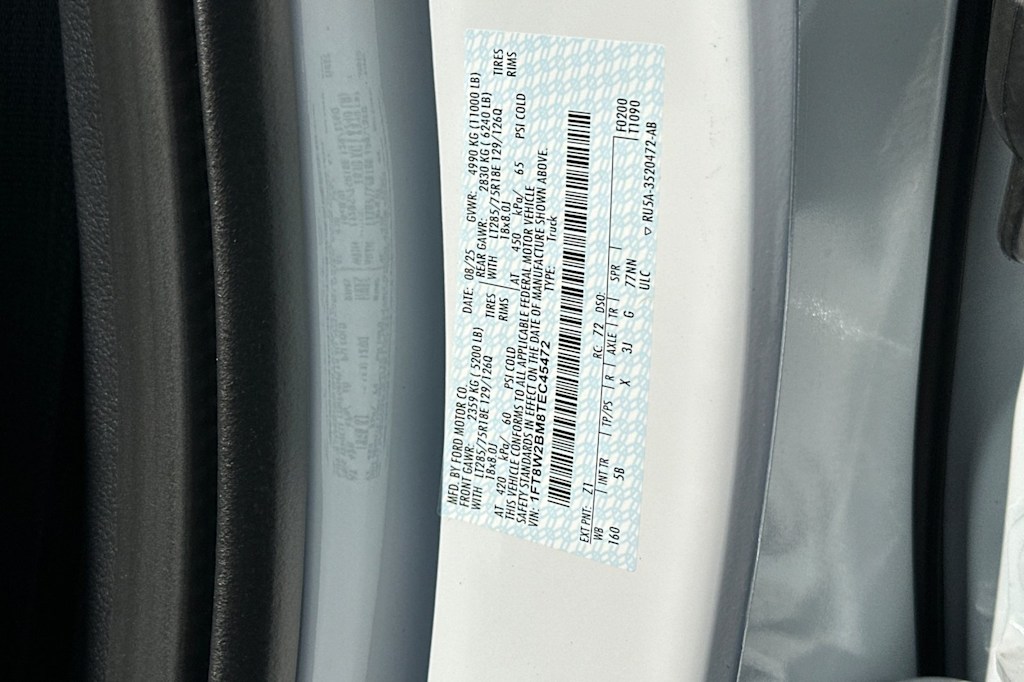 MFD. BY FORD MOTOR CO.
DATE: 08/25 GVWR: 4990 KG (11000 LB)
FRONT GAWR: 2359 KG ( 5200 LB) REAR GAWR: 2830 KG ( 6240 LB)
WITH LT285/75R18E 129/126Q TIRES WITH LT285/75R18E 129/126Q TIRES
18x8.0J RIMS 18x8.0J RIMS
AT 420 kPa/ 60 PSI COLD AT 450 kPa/ 65 PSI COLD
THIS VEHICLE CONFORMS TO ALL APPLICABLE FEDERAL MOTOR VEHICLE
SAFETY STANDARDS IN EFFECT ON THE DATE OF MANUFACTURE SHOWN ABOVE.
VIN: 1FT8W2BM8TEC45472 TYPE: Truck
EXT PNT: Z1 RC: 72 DSO: F0200
WB INT TR TP/PS R AXLE TR SPR T1090
160 5B X 3J G 77NN
ULC ▽ RU5A-3520472-AB